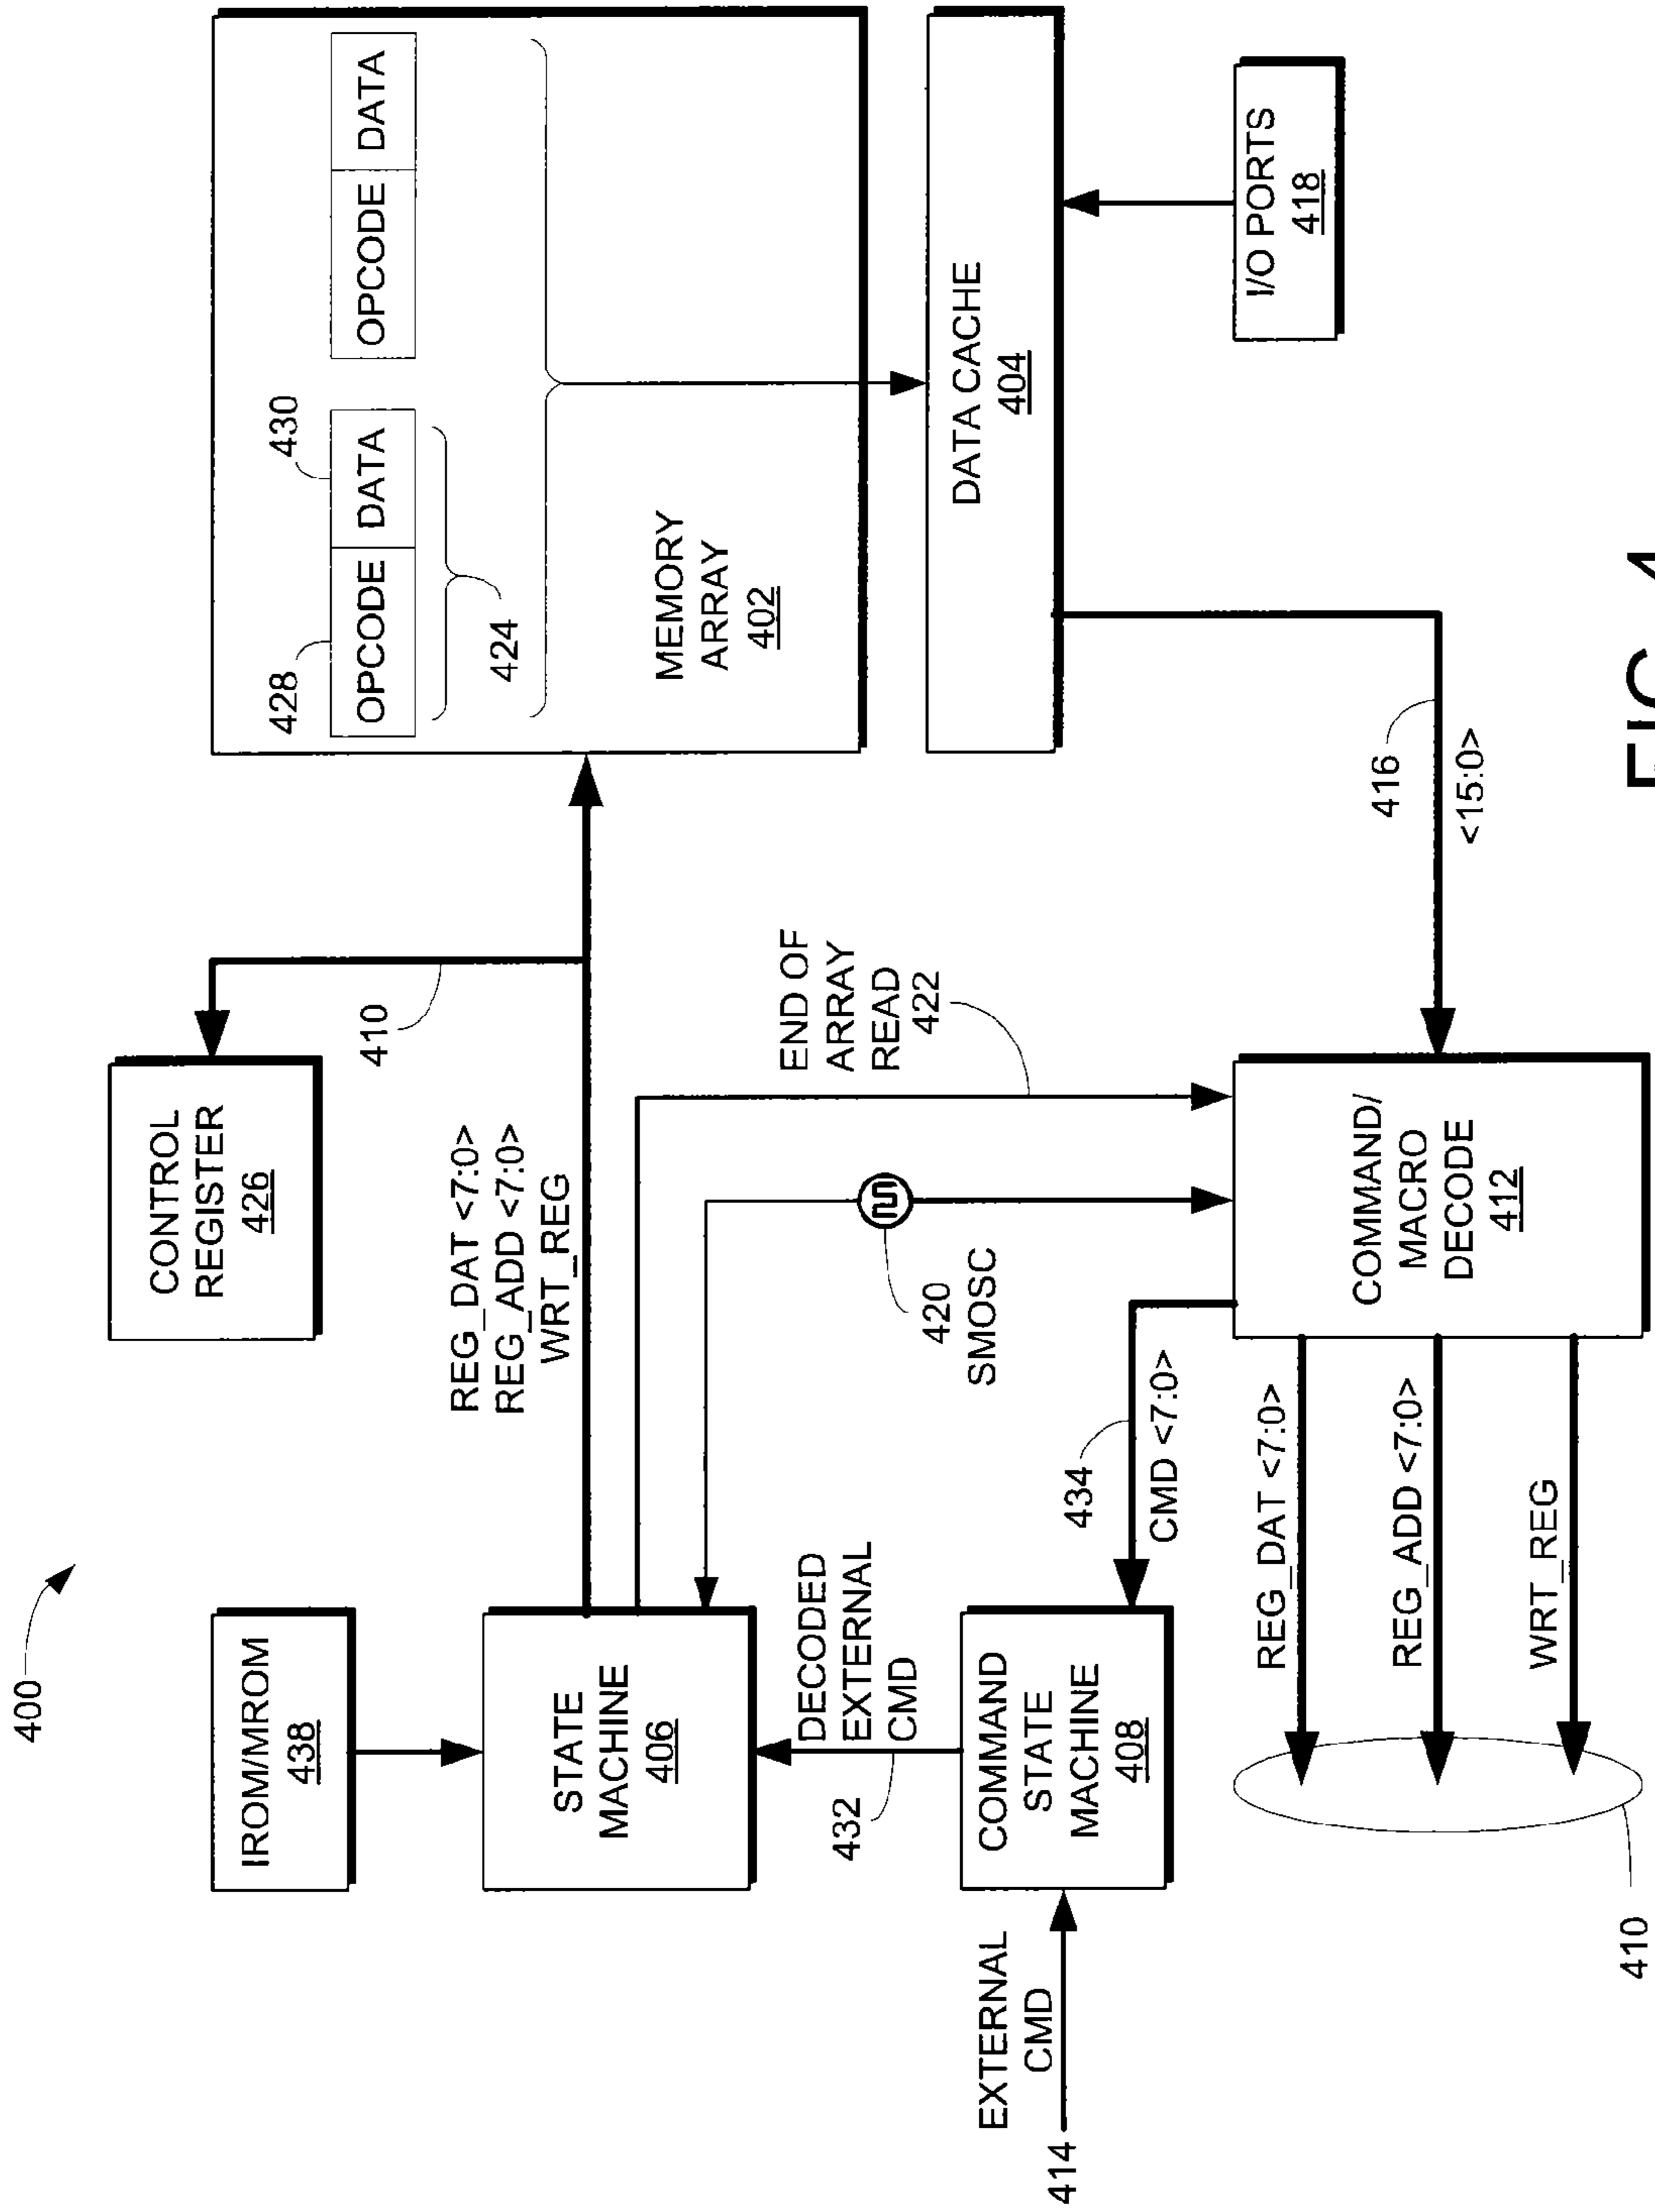 400
IROM/MROM
438
STATE
MACHINE
406
DECODED
EXTERNAL
CMD
432
COMMAND
STATE
MACHINE
408
EXTERNAL
CMD
414
CONTROL
REGISTER
426
410
REG_DAT <7:0>
REG_ADD <7:0>
WRT_REG
END OF
ARRAY
READ
422
420
SMOSC
434
CMD <7:0>
COMMAND/
MACRO
DECODE
412
REG_DAT <7:0>
REG_ADD <7:0>
WRT_REG
410
428
430
OPCODE DATA
OPCODE DATA
424
MEMORY
ARRAY
402
DATA CACHE
404
416
<15:0>
I/O PORTS
418